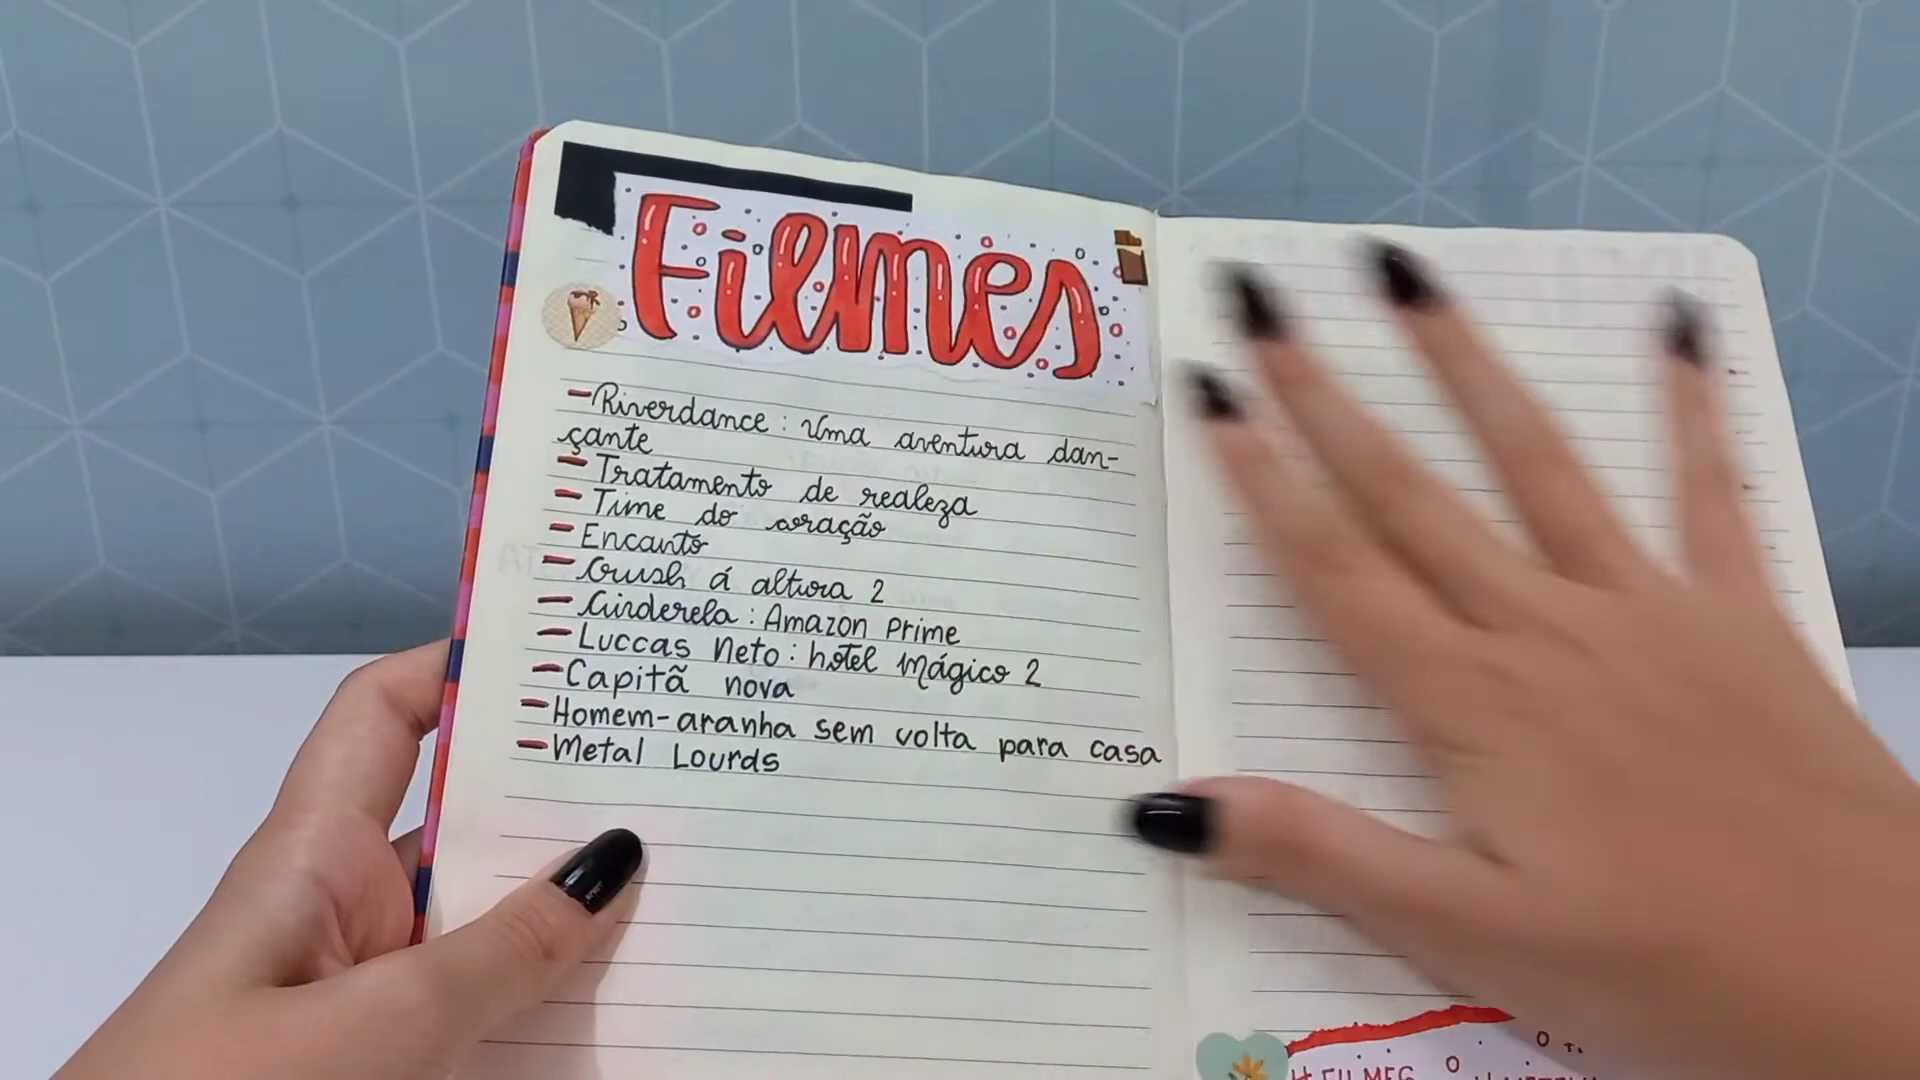 Filmes
- Riverdance : Uma aventura dan-
çante
- Tratamento de realeza
- Time do coração
- Encanto
- Crush á altura 2
- Cinderela : Amazon Prime
- Luccas Neto : hotel mágico 2
- Capitã nova
- Homem-aranha sem volta para casa
- Metal Lourds
# FILMES